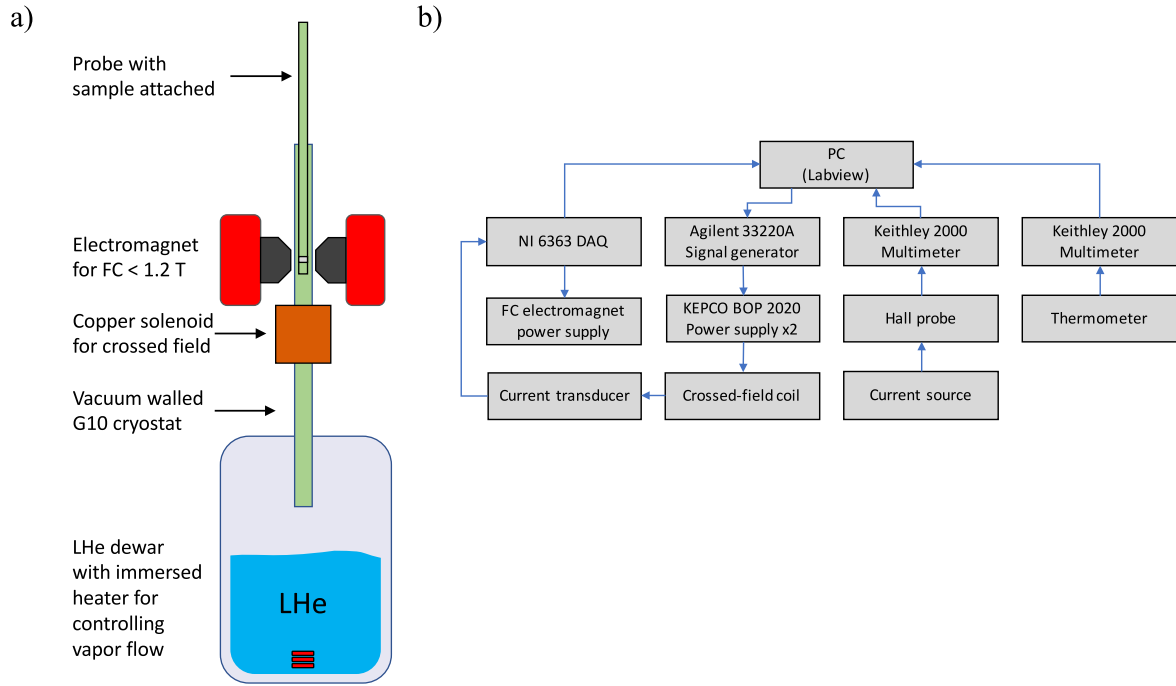 a)
Probe with
sample attached
Electromagnet
for FC < 1.2 T
Copper solenoid
for crossed field
Vacuum walled
G10 cryostat
LHe dewar
with immersed
heater for
controlling
vapor flow
LHe
b)
PC
(Labview)
NI 6363 DAQ
Agilent 33220A
Signal generator
Keithley 2000
Multimeter
Keithley 2000
Multimeter
FC electromagnet
power supply
KEPCO BOP 2020
Power supply x2
Hall probe
Thermometer
Current transducer
Crossed-field coil
Current source